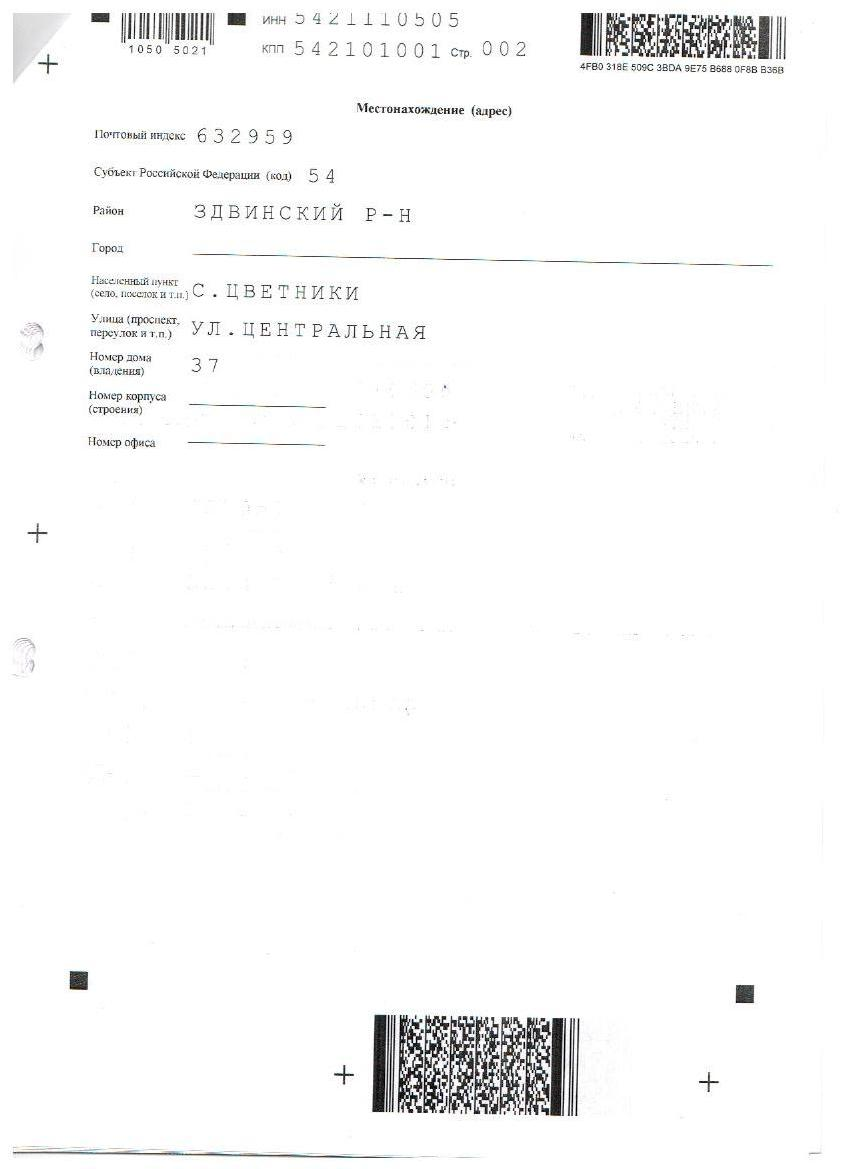 ИНН 5421110505
1050 5021
КПП 542101001 Стр. 002
4FB0 318E 509C 3BDA 9E75 B688 0F8B B36B
Местонахождение (адрес)
Почтовый индекс 632959
Субъект Российской Федерации (код) 54
Район ЗДВИНСКИЙ Р-Н
Город
Населенный пункт
(село, поселок и т.п.) С.ЦВЕТНИКИ
Улица (проспект,
переулок и т.п.) УЛ.ЦЕНТРАЛЬНАЯ
Номер дома
(владения) 37
Номер корпуса
(строения)
Номер офиса